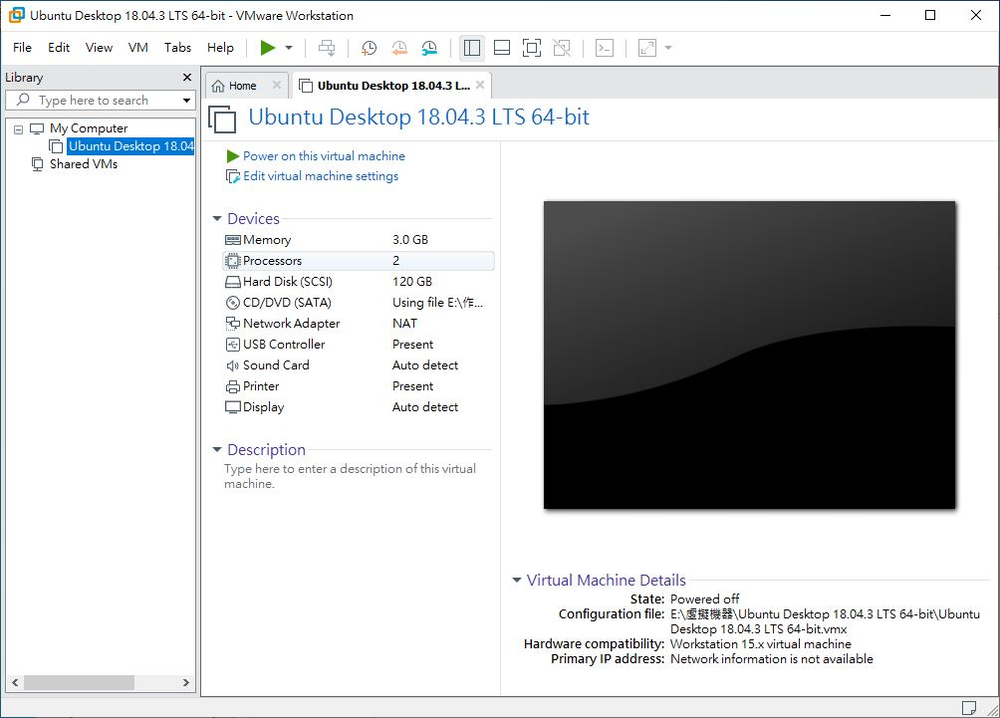 Ubuntu Desktop 18.04.3 LTS 64-bit - VMware Workstation
File Edit View VM Tabs Help
Library
Type here to search
My Computer
Ubuntu Desktop 18.04
Shared VMs
Home
Ubuntu Desktop 18.04.3 L...
Ubuntu Desktop 18.04.3 LTS 64-bit
Power on this virtual machine
Edit virtual machine settings
Devices
Memory 3.0 GB
Processors 2
Hard Disk (SCSI) 120 GB
CD/DVD (SATA) Using file E:\作...
Network Adapter NAT
USB Controller Present
Sound Card Auto detect
Printer Present
Display Auto detect
Description
Type here to enter a description of this virtual
machine.
Virtual Machine Details
State: Powered off
Configuration file: E:\虛擬機器\Ubuntu Desktop 18.04.3 LTS 64-bit\Ubuntu
Desktop 18.04.3 LTS 64-bit.vmx
Hardware compatibility: Workstation 15.x virtual machine
Primary IP address: Network information is not available